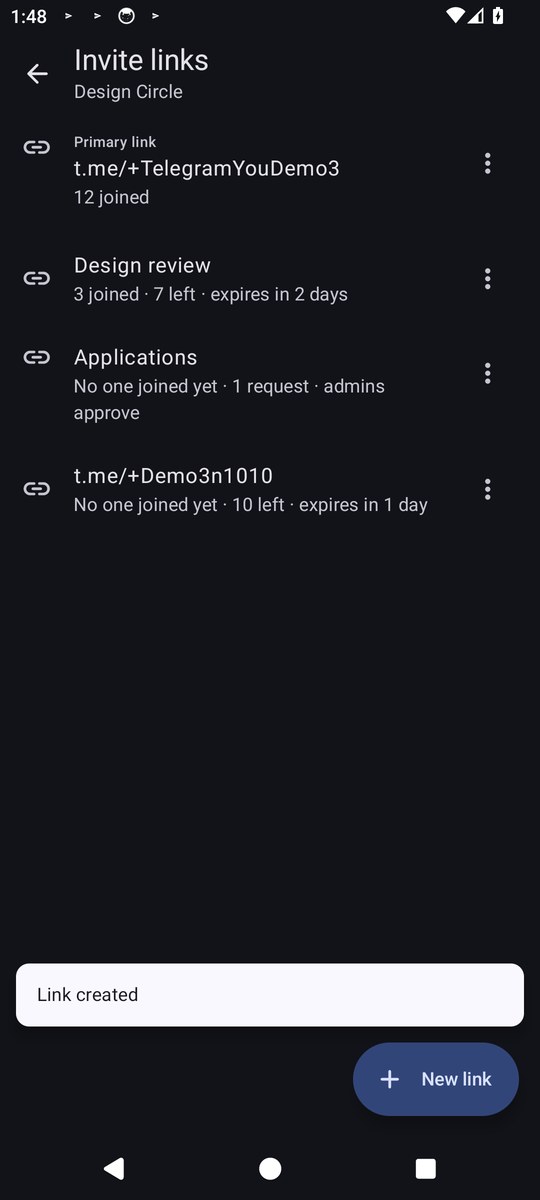 1:48
Invite links
Design Circle
Primary link
t.me/+TelegramYouDemo3
12 joined
Design review
3 joined · 7 left · expires in 2 days
Applications
No one joined yet · 1 request · admins
approve
t.me/+Demo3n1010
No one joined yet · 10 left · expires in 1 day
Link created
New link